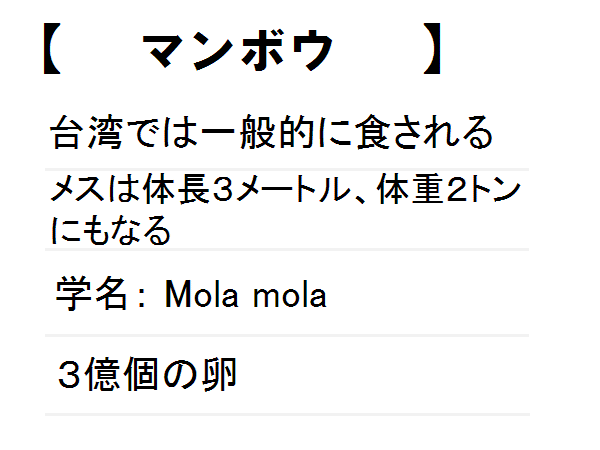 【　マンボウ　】
台湾では一般的に食される
メスは体長３メートル、体重２トン
にもなる
学名： Mola mola
３億個の卵